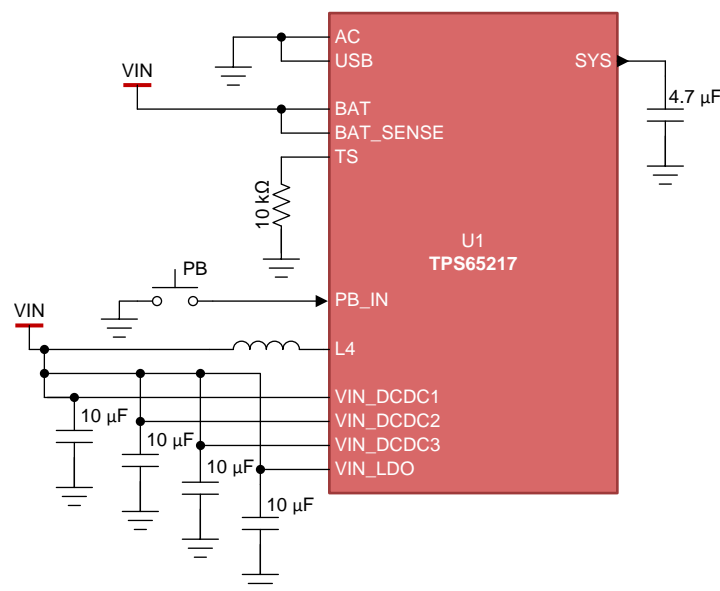 AC
USB
SYS
VIN
4.7 µF
BAT
BAT_SENSE
TS
10 kΩ
U1
TPS65217
PB
PB_IN
VIN
L4
VIN_DCDC1
10 µF
VIN_DCDC2
10 µF
VIN_DCDC3
10 µF
VIN_LDO
10 µF